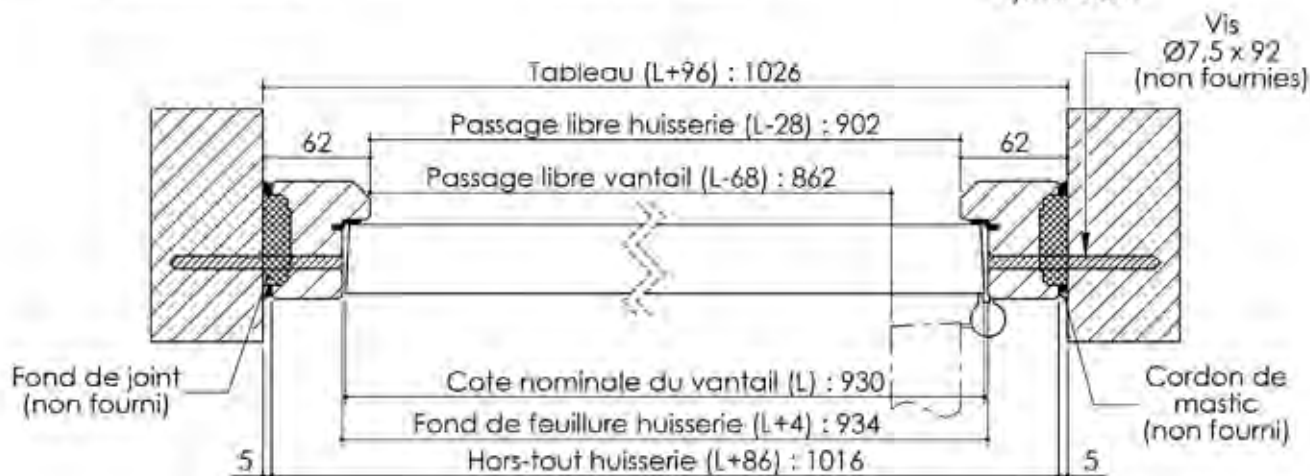 Vis
Ø7,5 x 92
(non fournies)
Tableau (L+96) : 1026
Passage libre huisserie (L-28) : 902
62
62
Passage libre vantail (L-68) : 862
Fond de joint
(non fourni)
Cote nominale du vantail (L) : 930
Cordon de
mastic
(non fourni)
Fond de feuillure huisserie (L+4) : 934
5
Hors-tout huisserie (L+86) : 1016
5